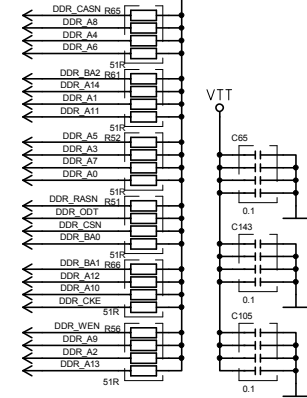 DDR_CASN R65
DDR_A8
DDR_A4
DDR_A6
51R
DDR_BA2 R61
DDR_A14
DDR_A1
DDR_A11
51R
DDR_A5 R52
DDR_A3
DDR_A7
DDR_A0
51R
DDR_RASN R51
DDR_ODT
DDR_CSN
DDR_BA0
51R
DDR_BA1 R66
DDR_A12
DDR_A10
DDR_CKE
51R
DDR_WEN R56
DDR_A9
DDR_A2
DDR_A13
51R
VTT
C65
0.1
C143
0.1
C105
0.1